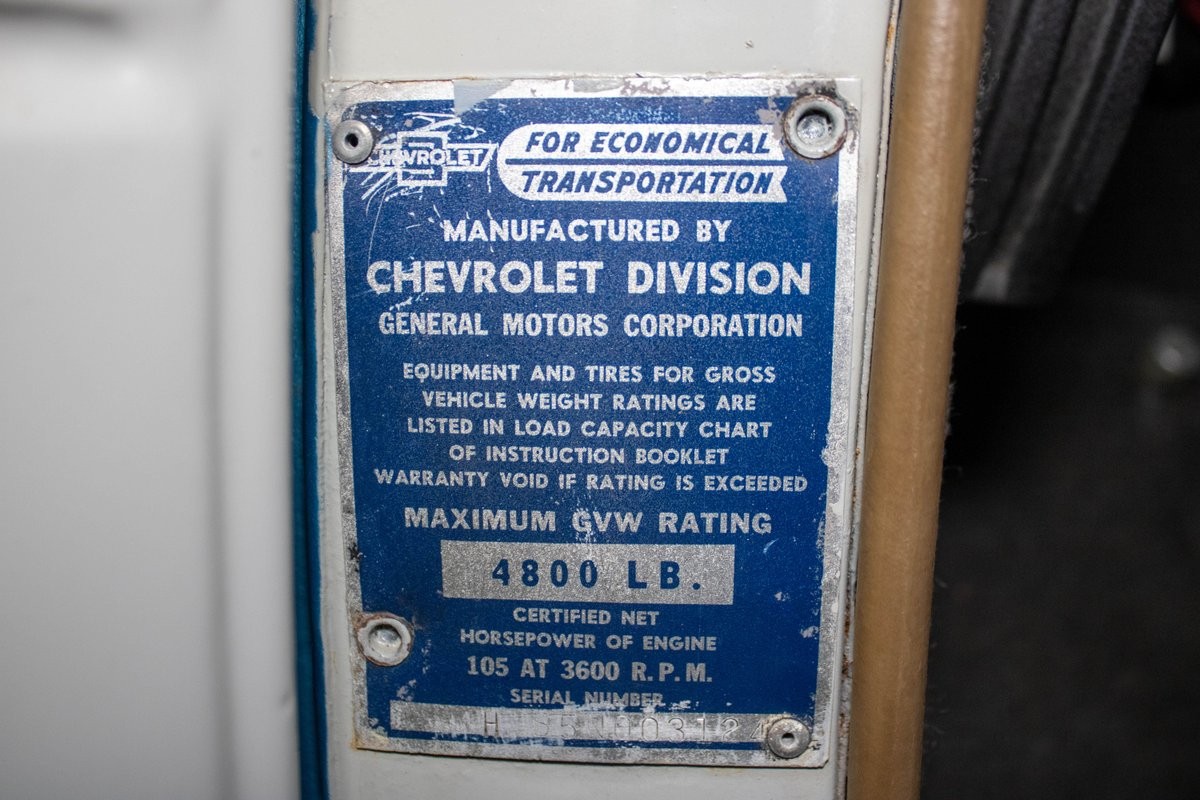 CHEVROLET
FOR ECONOMICAL
TRANSPORTATION
MANUFACTURED BY
CHEVROLET DIVISION
GENERAL MOTORS CORPORATION
EQUIPMENT AND TIRES FOR GROSS
VEHICLE WEIGHT RATINGS ARE
LISTED IN LOAD CAPACITY CHART
OF INSTRUCTION BOOKLET
WARRANTY VOID IF RATING IS EXCEEDED
MAXIMUM GVW RATING
4800 LB.
CERTIFIED NET
HORSEPOWER OF ENGINE
105 AT 3600 R.P.M.
SERIAL NUMBER